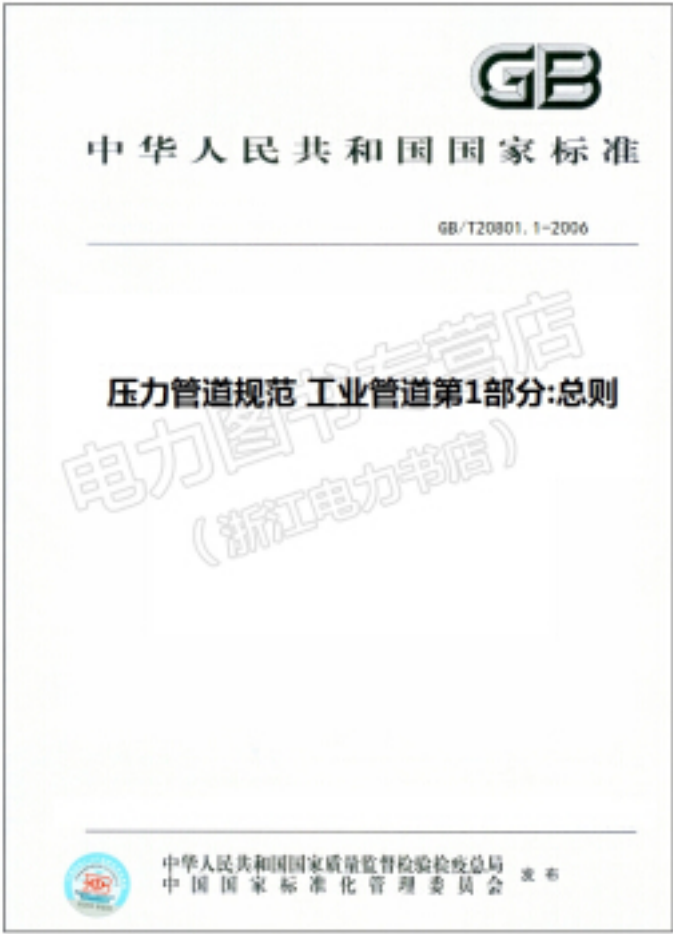 GB
中华人民共和国国家标准
GB/T20801.1-2006
压力管道规范 工业管道第1部分:总则
电力图书专营店
（浙江电力书店）
中华人民共和国国家质量监督检验检疫总局
中国国家标准化管理委员会
发布